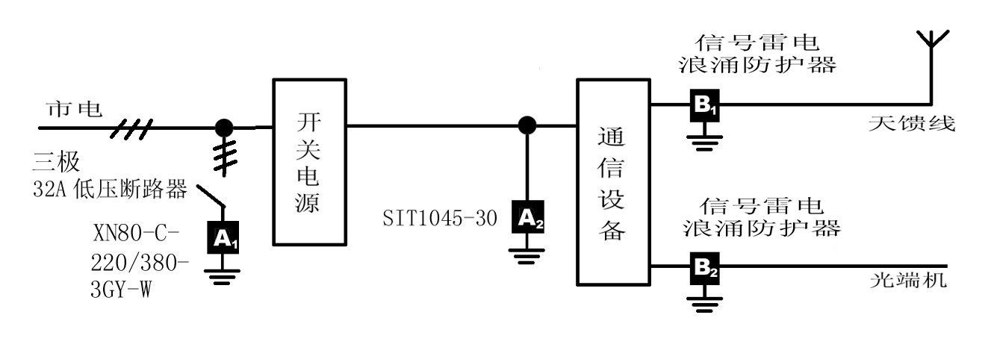 市电
三极
32A 低压断路器
XN80-C-
220/380-
3GY-W
A1
开关电源
SIT1045-30
A2
通信设备
信号雷电
浪涌防护器
B1
天馈线
信号雷电
浪涌防护器
B2
光端机